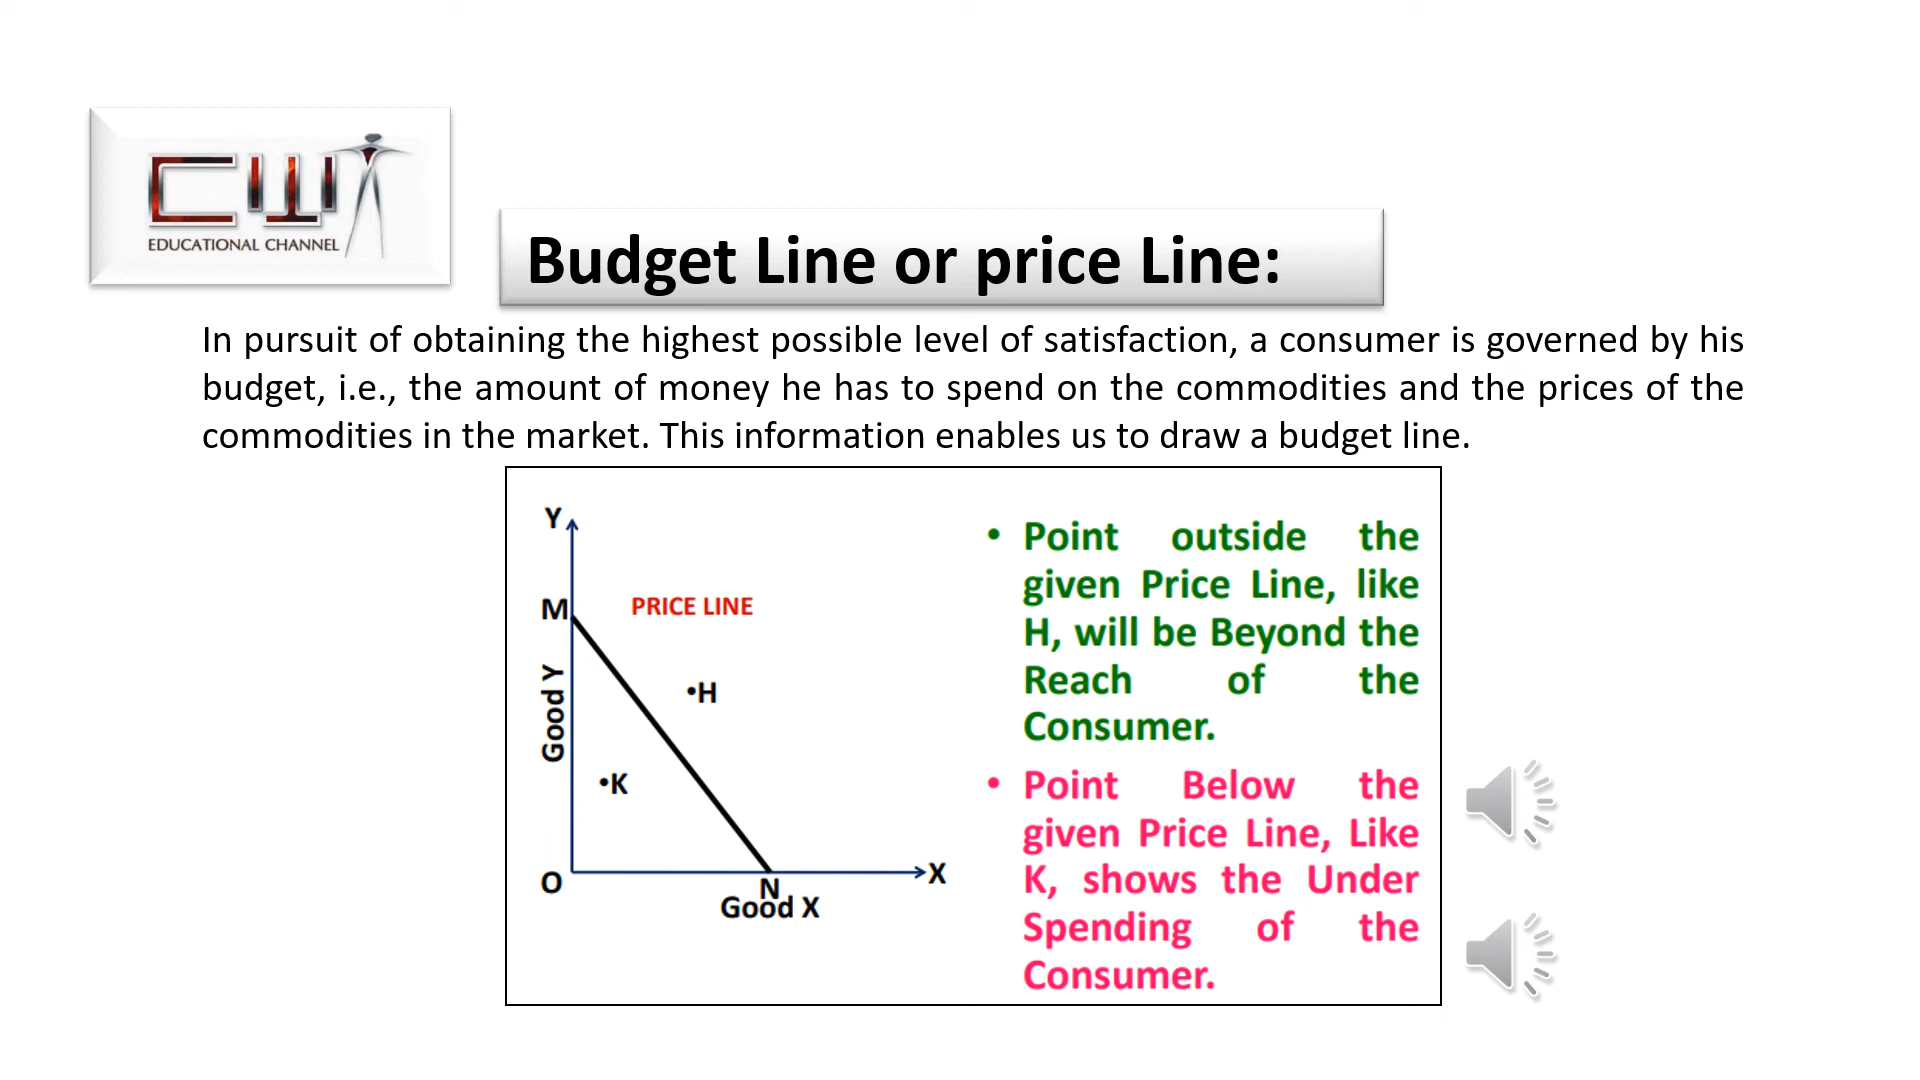 CWT
EDUCATIONAL CHANNEL
Budget Line or price Line:
In pursuit of obtaining the highest possible level of satisfaction, a consumer is governed by his
budget, i.e., the amount of money he has to spend on the commodities and the prices of the
commodities in the market. This information enables us to draw a budget line.
Y
M
PRICE LINE
•H
Good Y
•K
O
N
X
Good X
• Point outside the
given Price Line, like
H, will be Beyond the
Reach of the
Consumer.
• Point Below the
given Price Line, Like
K, shows the Under
Spending of the
Consumer.